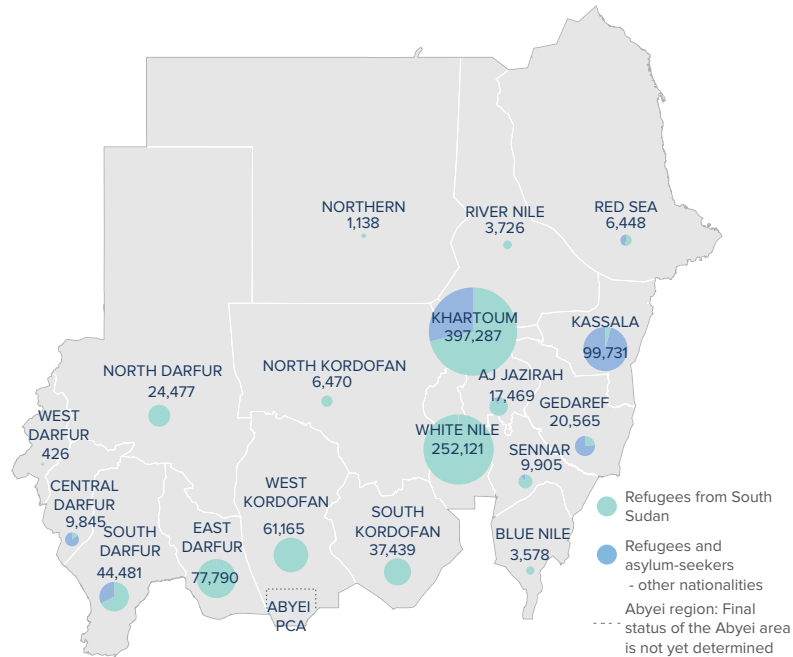 NORTHERN
1,138
RIVER NILE
3,726
RED SEA
6,448
KHARTOUM
397,287
KASSALA
99,731
NORTH DARFUR
24,477
NORTH KORDOFAN
6,470
AJ JAZIRAH
17,469
GEDAREF
20,565
WEST
DARFUR
426
WHITE NILE
252,121
SENNAR
9,905
CENTRAL
DARFUR
9,845
SOUTH
DARFUR
44,481
EAST
DARFUR
77,790
WEST
KORDOFAN
61,165
SOUTH
KORDOFAN
37,439
BLUE NILE
3,578
ABYEI
PCA
Refugees from South
Sudan
Refugees and
asylum-seekers
- other nationalities
Abyei region: Final
status of the Abyei area
is not yet determined